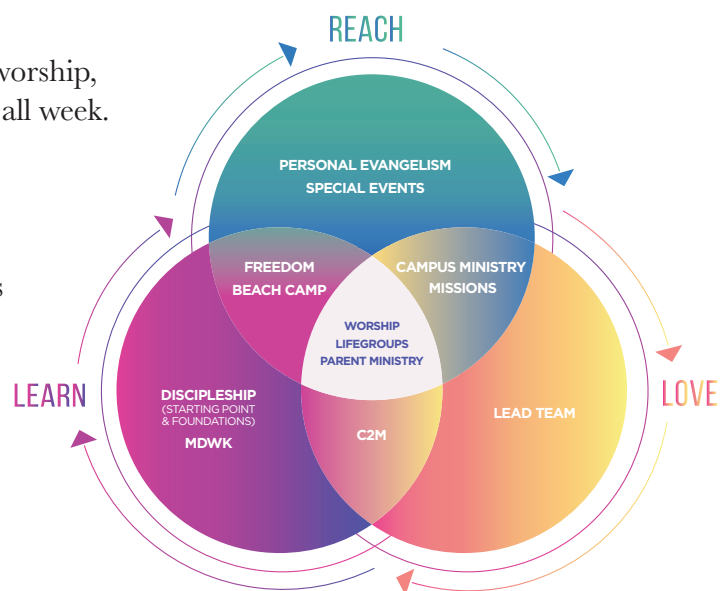 REACH
worship,
all week.
PERSONAL EVANGELISM
SPECIAL EVENTS
FREEDOM
BEACH CAMP
CAMPUS MINISTRY
MISSIONS
s
WORSHIP
LIFEGROUPS
PARENT MINISTRY
LEARN
LOVE
DISCIPLESHIP
(STARTING POINT
& FOUNDATIONS)
MDWK
LEAD TEAM
C2M